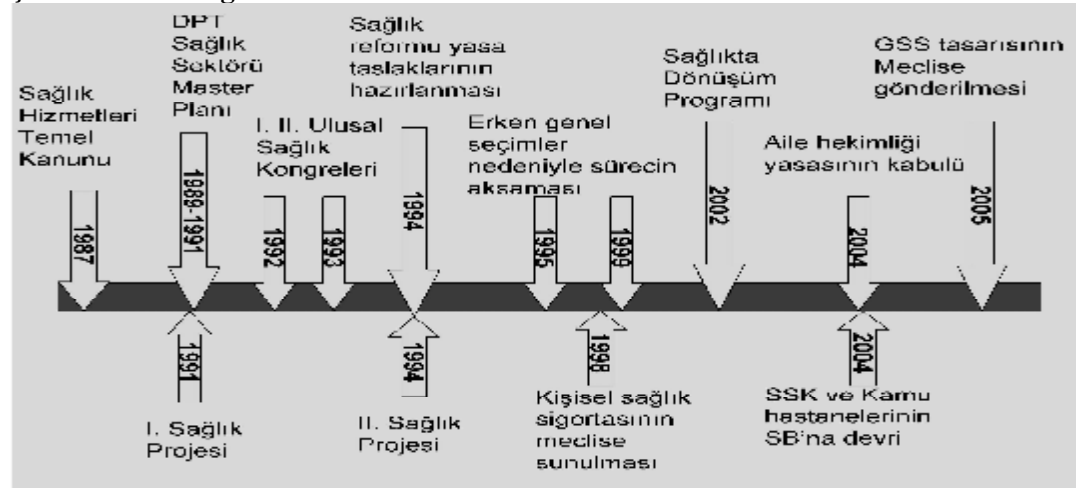 Sağlık
Hizmetleri
Temel
Kanunu
1987
DPT
Sağlık
Sektörü
Master
Planı
1989-1991
I. II. Ulusal
Sağlık
Kongreleri
1992
1993
Sağlık
reformu yasa
taslaklarının
hazırlanması
1994
Erken genel
seçimler
nedeniyle sürecin
aksaması
1995
1999
Sağlıkta
Dönüşüm
Programı
2002
Aile hekimliği
yasasının kabulü
2004
GSS tasarısının
Meclise
gönderilmesi
2005
1991
I. Sağlık
Projesi
1994
II. Sağlık
Projesi
1998
Kişisel sağlık
sigortasının
meclise
sunulması
2004
SSK ve Kamu
hastanelerinin
SB'na devri